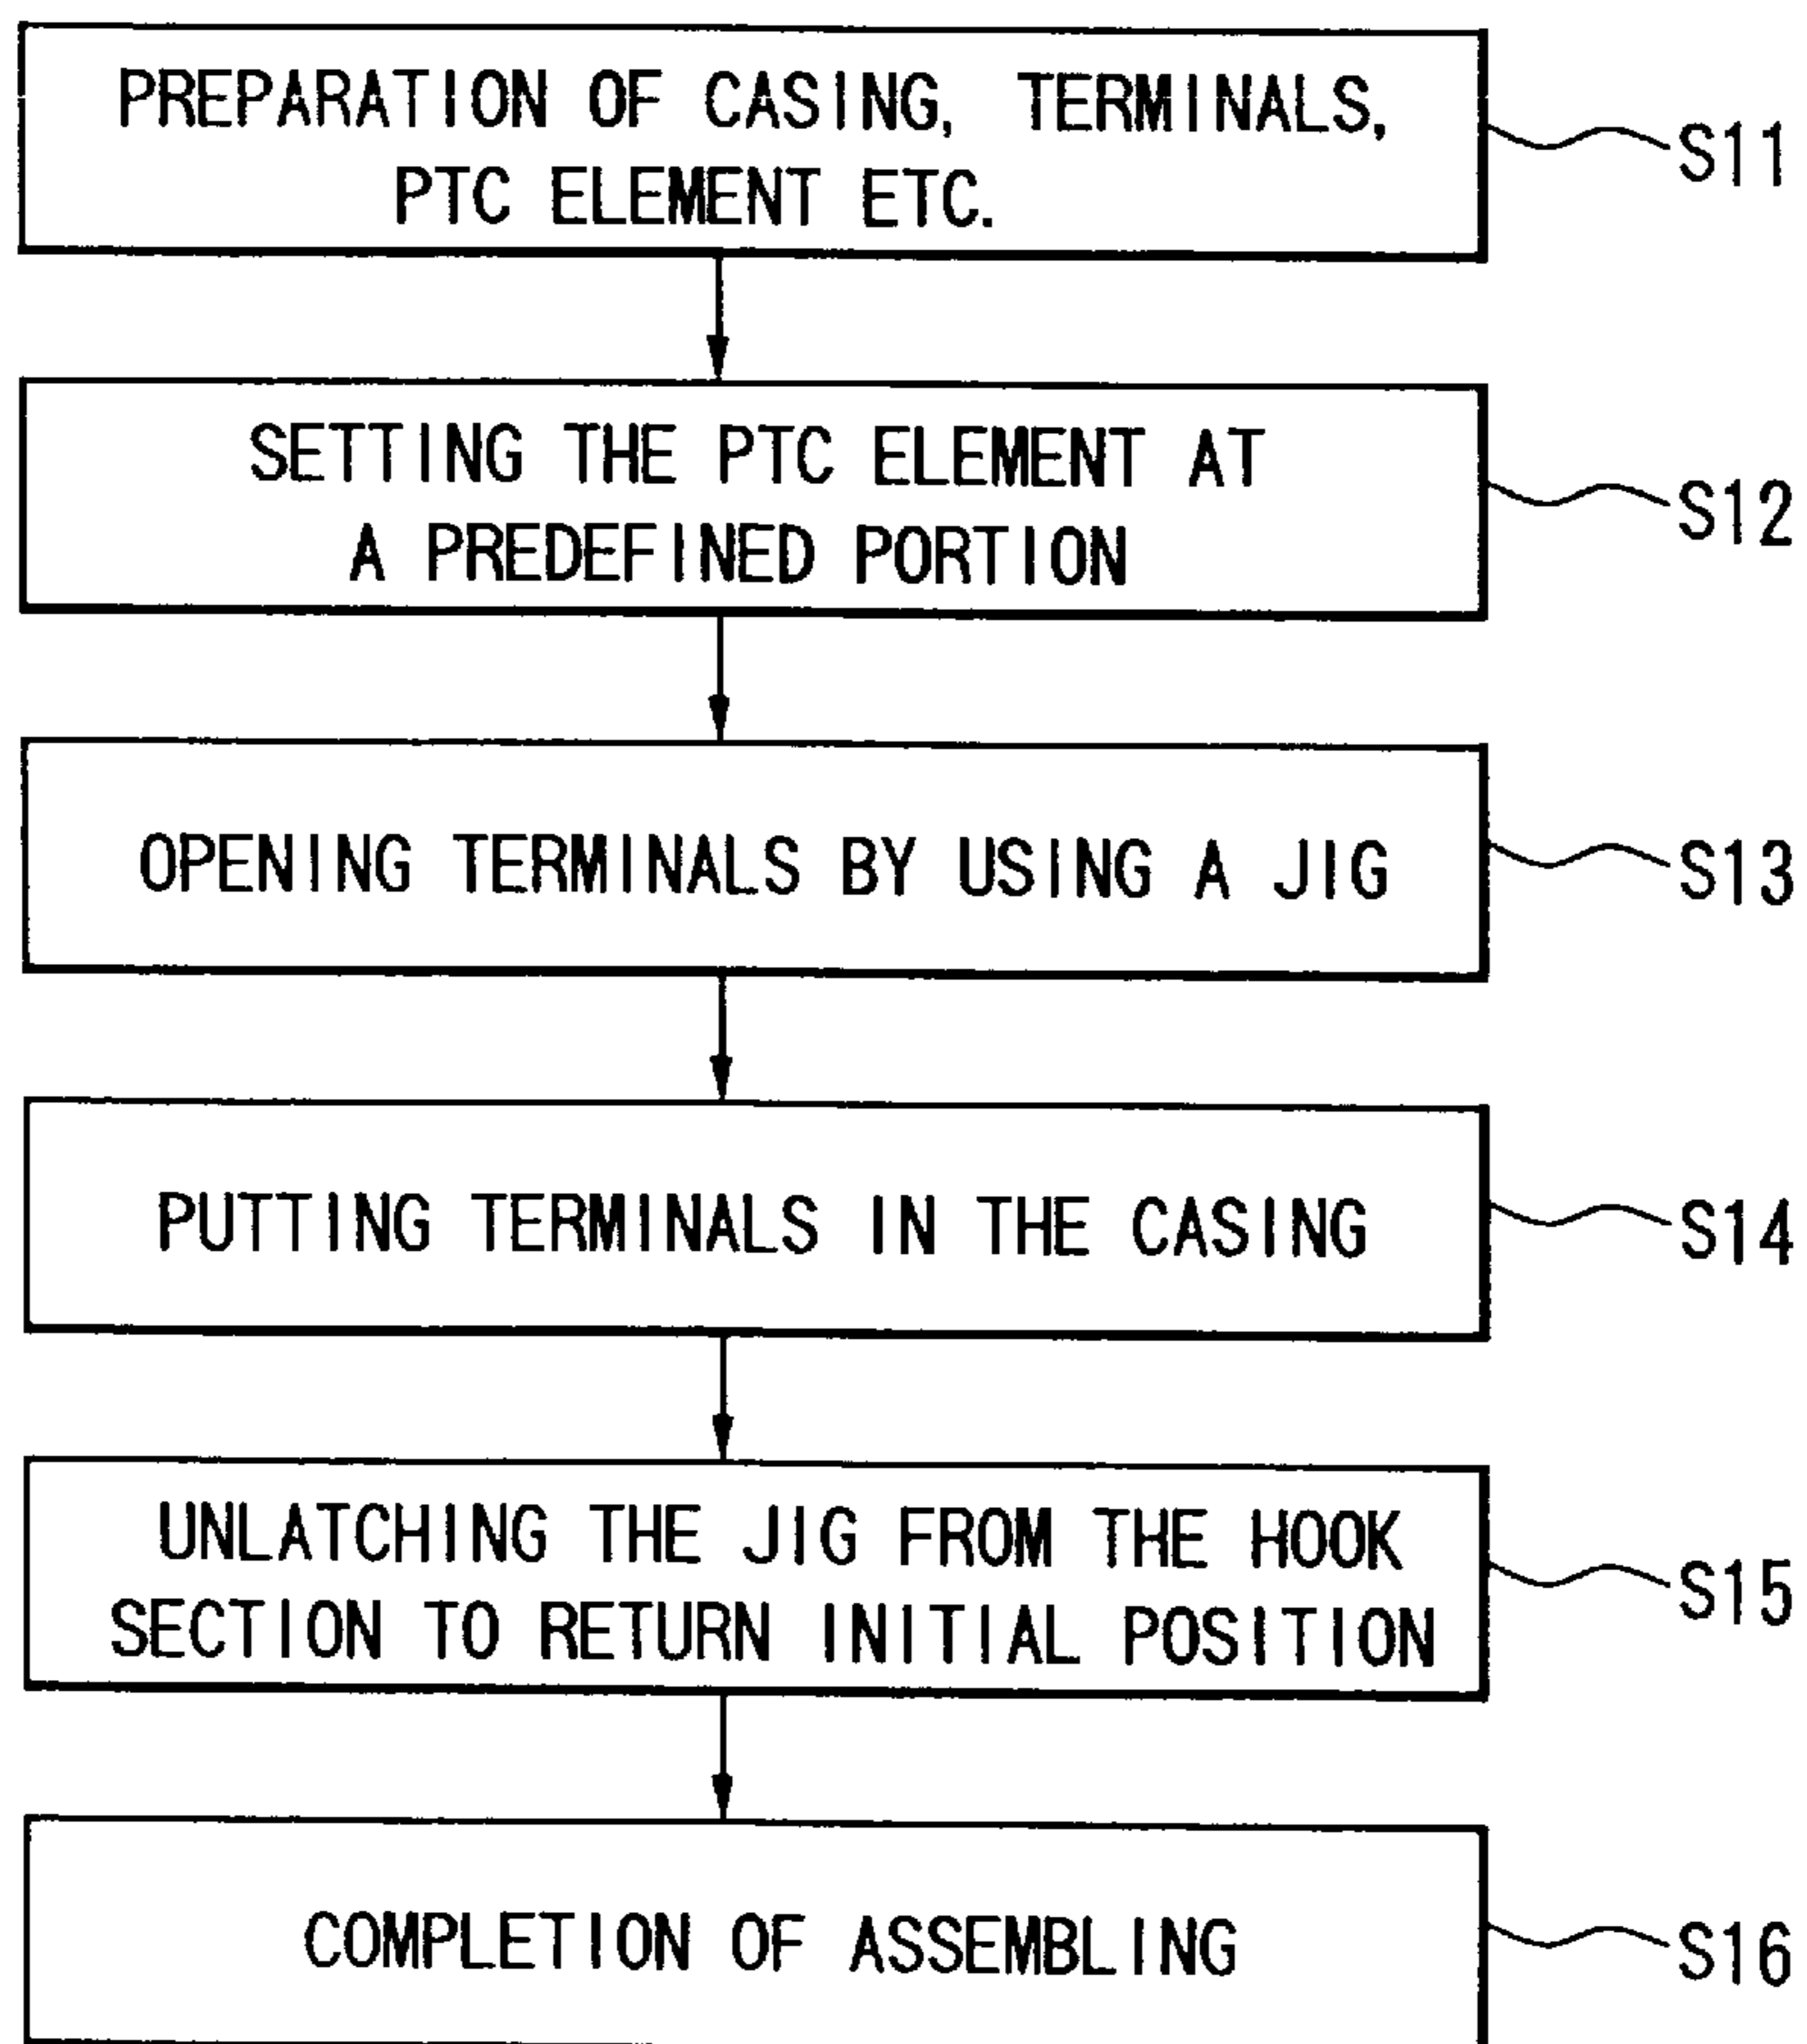 PREPARATION OF CASING, TERMINALS,
PTC ELEMENT ETC.
S11
SETTING THE PTC ELEMENT AT
A PREDEFINED PORTION
S12
OPENING TERMINALS BY USING A JIG
S13
PUTTING TERMINALS IN THE CASING
S14
UNLATCHING THE JIG FROM THE HOOK
SECTION TO RETURN INITIAL POSITION
S15
COMPLETION OF ASSEMBLING
S16